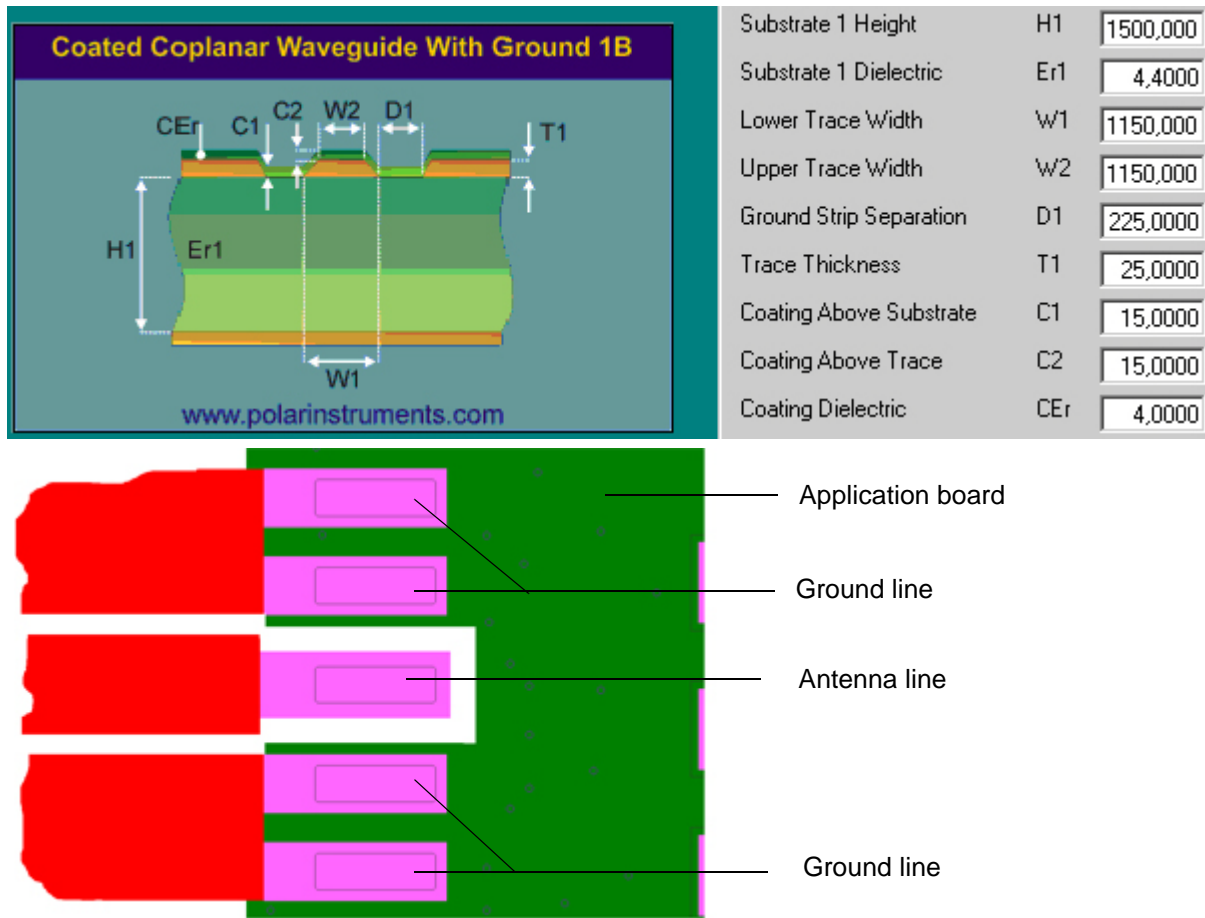 Coated Coplanar Waveguide With Ground 1B
CEr
C1
C2
W2
D1
T1
H1
Er1
W1
www.polarinstruments.com
Substrate 1 Height H1 1500,000
Substrate 1 Dielectric Er1 4,4000
Lower Trace Width W1 1150,000
Upper Trace Width W2 1150,000
Ground Strip Separation D1 225,0000
Trace Thickness T1 25,0000
Coating Above Substrate C1 15,0000
Coating Above Trace C2 15,0000
Coating Dielectric CEr 4,0000
Application board
Ground line
Antenna line
Ground line